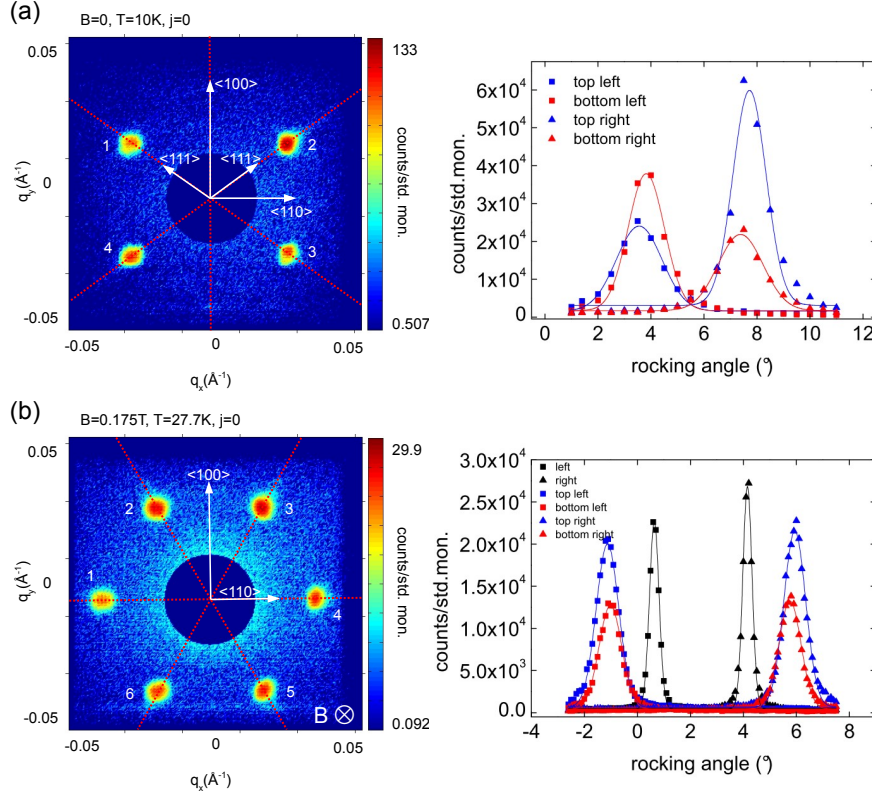 (a)
B=0, T=10K, j=0
0.05
0
-0.05
q_y(Å⁻¹)
-0.05
0
0.05
q_x(Å⁻¹)
<100>
<111>
<111>
<110>
1
2
3
4
133
counts/std. mon.
0.507
top left
bottom left
top right
bottom right
6x10⁴
5x10⁴
4x10⁴
3x10⁴
2x10⁴
1x10⁴
0
counts/std.mon.
0 2 4 6 8 10 12
rocking angle (°)
(b)
B=0.175T, T=27.7K, j=0
0.05
0
-0.05
q_y(Å⁻¹)
-0.05
0
0.05
q_x(Å⁻¹)
<100>
<110>
1
2
3
4
5
6
B
29.9
counts/std. mon.
0.092
left
right
top left
bottom left
top right
bottom right
3.0x10⁴
2.5x10⁴
2.0x10⁴
1.5x10⁴
1.0x10⁴
5.0x10³
0.0
counts/std.mon.
-4 -2 0 2 4 6 8
rocking angle (°)